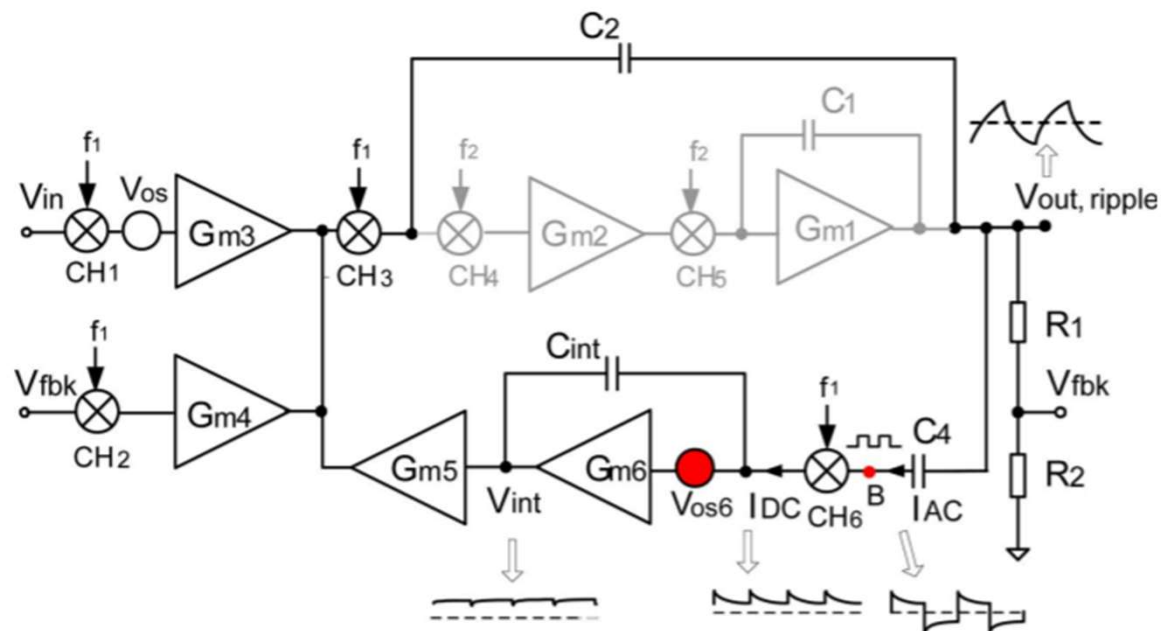 C2
C1
f1
f1
f2
f2
Vin
Vos
Gm3
Gm2
Gm1
Vout, ripple
CH1
CH3
CH4
CH5
f1
Cint
R1
Vfbk
f1
Vfbk
Gm4
C4
CH2
Gm5
Gm6
R2
Vint
Vos6
IDC
CH6
B
IAC